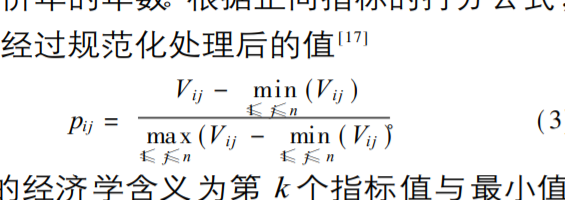 价年的年数。根据正向指标的打分公式,
经过规范化处理后的值[17]
V_ij - min(V_ij)
≤ j≤n
p_ij = (3
max(V_ij - min(V_ij)
≤ j≤n ≤ j≤n
的经济学含义为第 k 个指标值与最小值